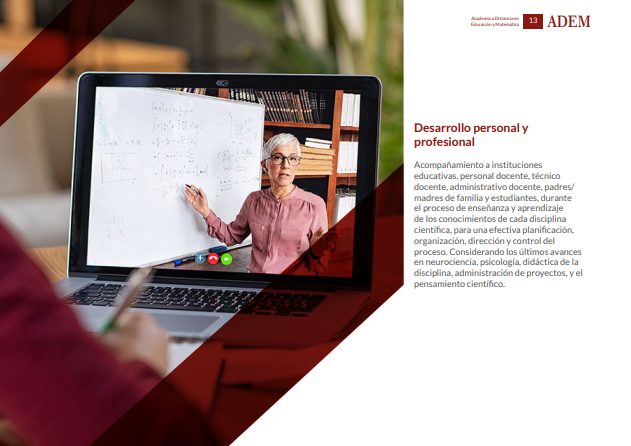 Academia a Distancia en
Educación y Matemática
13
ADEM
Desarrollo personal y
profesional
Acompañamiento a instituciones
educativas, personal docente, técnico
docente, administrativo docente, padres/
madres de familia y estudiantes, durante
el proceso de enseñanza y aprendizaje
de los conocimientos de cada disciplina
científica, para una efectiva planificación,
organización, dirección y control del
proceso. Considerando los últimos avances
en neurociencia, psicología, didáctica de la
disciplina, administración de proyectos, y el
pensamiento científico.